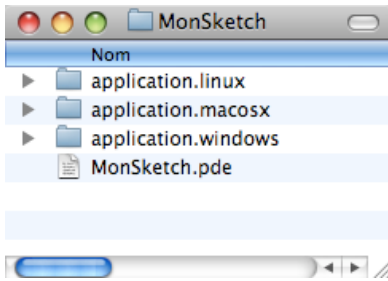 MonSketch
Nom
application.linux
application.macosx
application.windows
MonSketch.pde